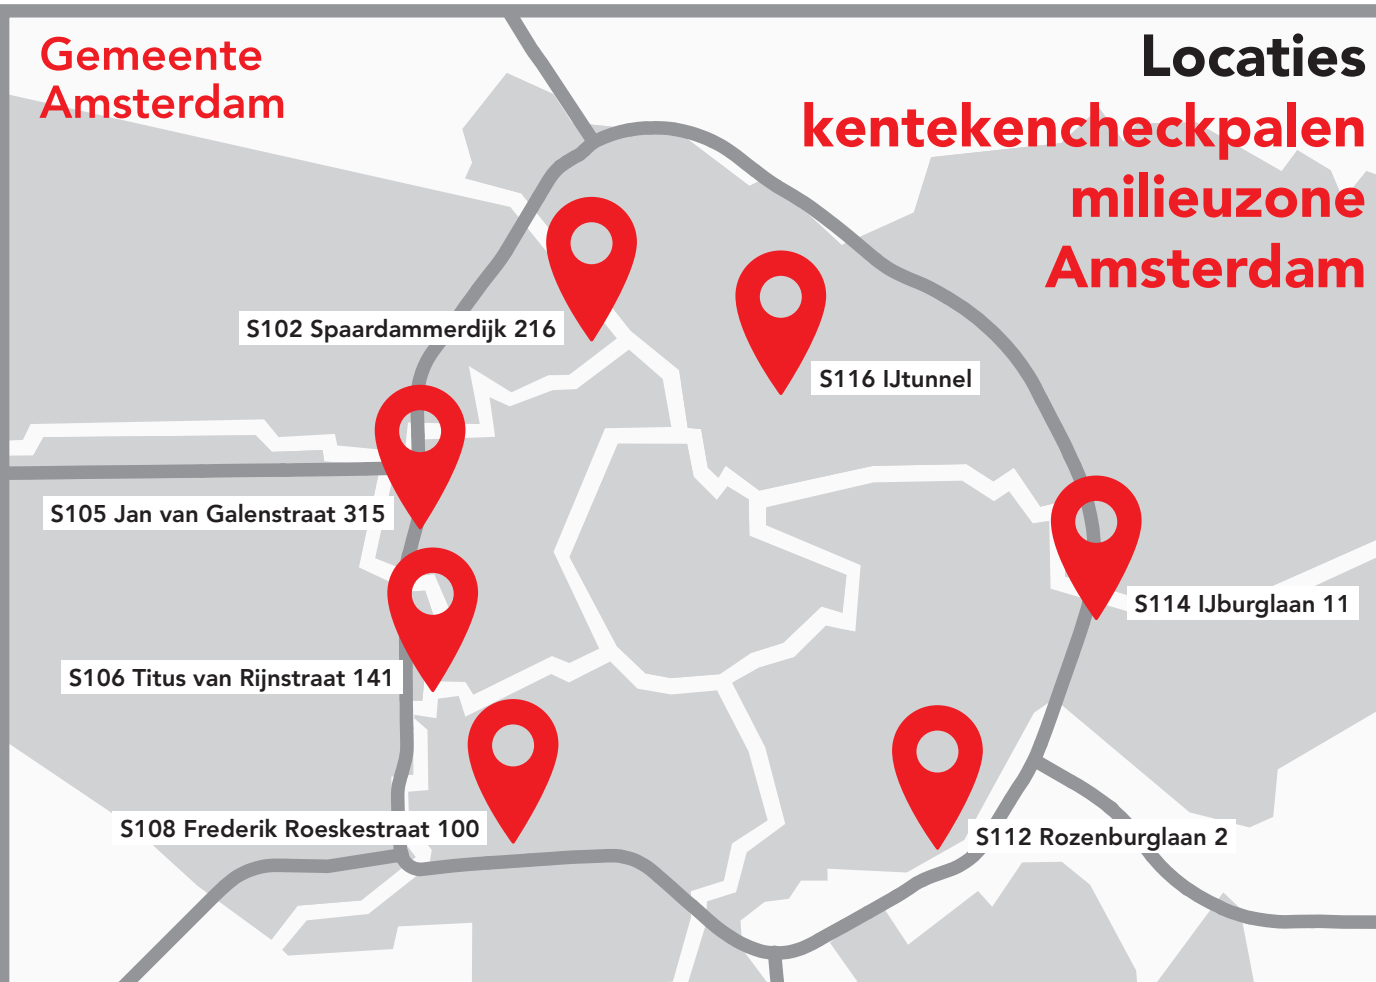 Gemeente
Amsterdam
Locaties
kentekencheckpalen
milieuzone
Amsterdam
S102 Spaardammerdijk 216
S116 IJtunnel
S105 Jan van Galenstraat 315
S114 IJburglaan 11
S106 Titus van Rijnstraat 141
S108 Frederik Roeskestraat 100
S112 Rozenburglaan 2